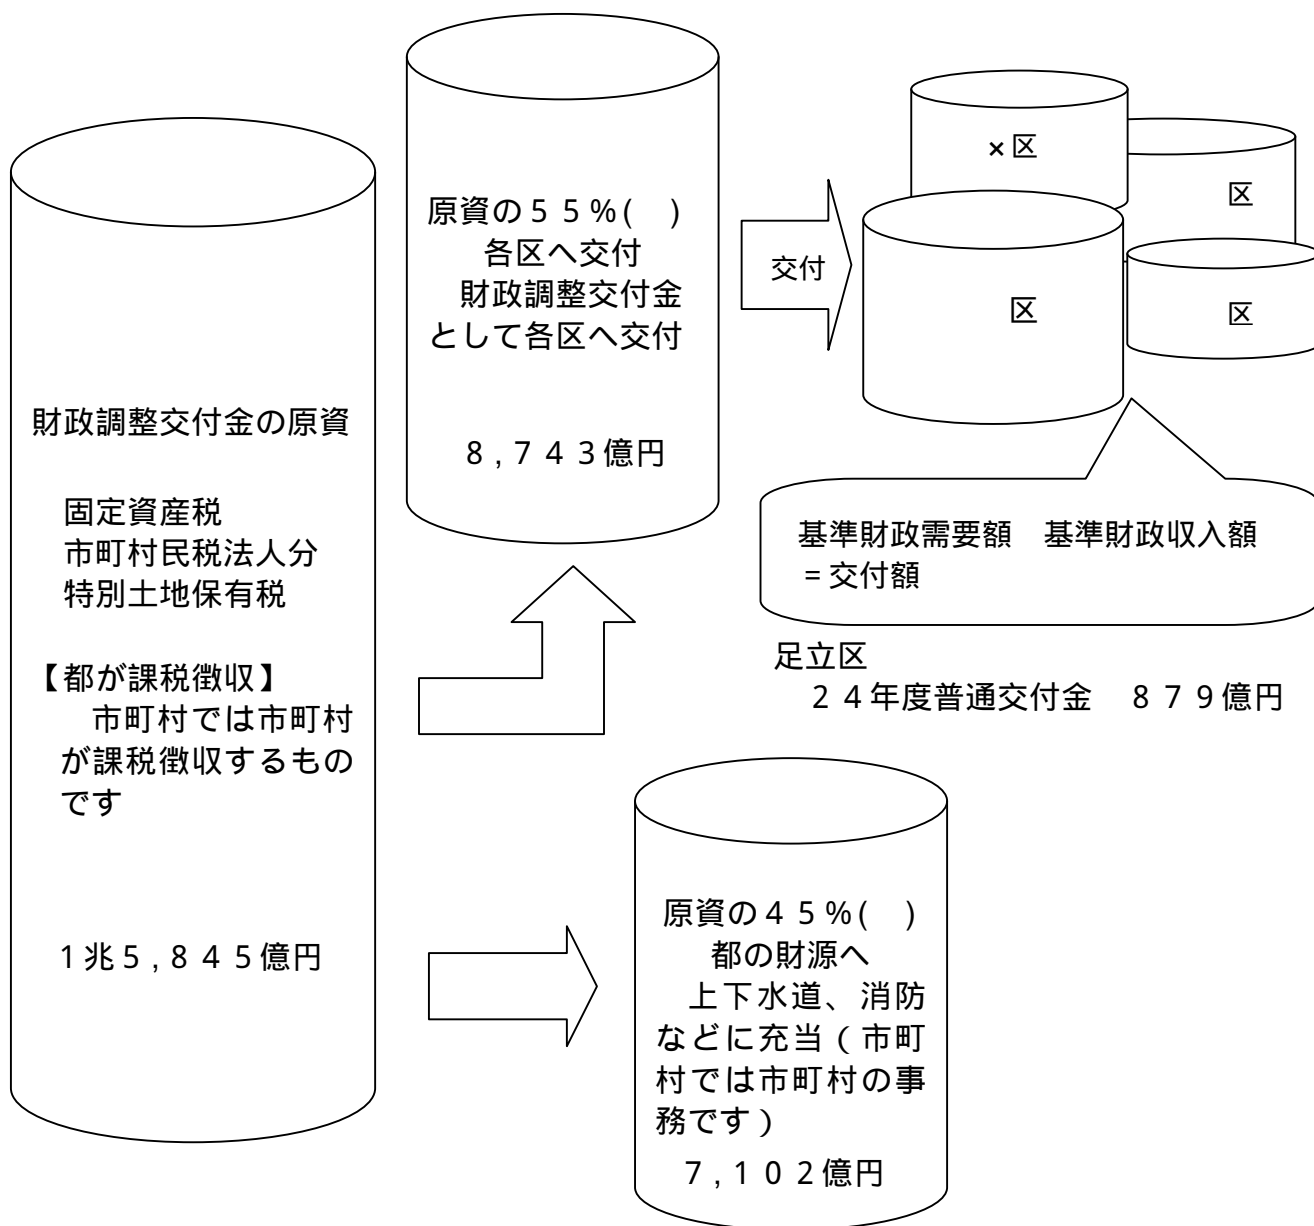 財政調整交付金の原資
固定資産税
市町村民税法人分
特別土地保有税
【都が課税徴収】
市町村では市町村
が課税徴収するもの
です
1兆5,845億円
原資の55%(　)
各区へ交付
財政調整交付金
として各区へ交付
8,743億円
交付
×区
区
区
区
基準財政需要額　基準財政収入額
=交付額
足立区
24年度普通交付金　879億円
原資の45%(　)
都の財源へ
上下水道、消防
などに充当(市町
村では市町村の事
務です)
7,102億円